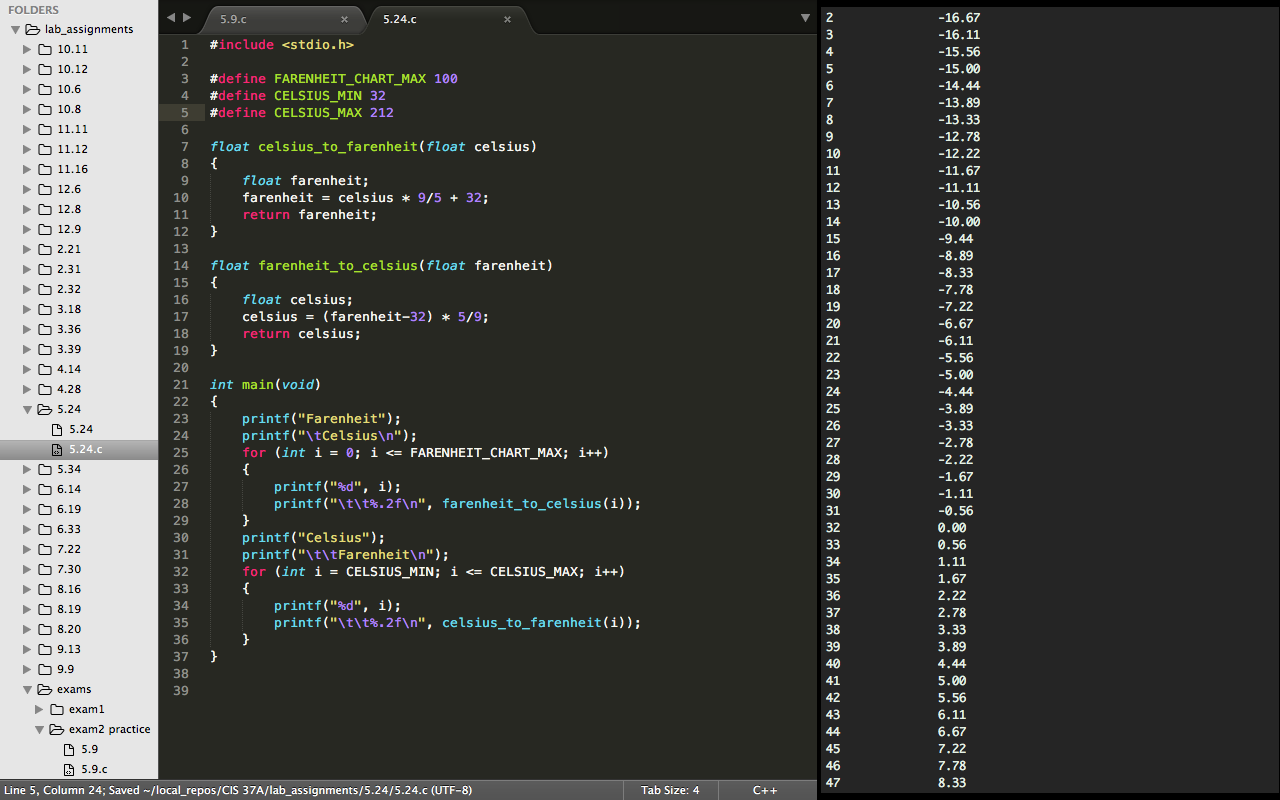 FOLDERS
lab_assignments
10.11
10.12
10.6
10.8
11.11
11.12
11.16
12.6
12.8
12.9
2.21
2.31
2.32
3.18
3.36
3.39
4.14
4.28
5.24
5.24
5.24.c
5.34
6.14
6.19
6.33
7.22
7.30
8.16
8.19
8.20
9.13
9.9
exams
exam1
exam2 practice
5.9
5.9.c
5.9.c × 5.24.c ×
1 #include <stdio.h>
2
3 #define FARENHEIT_CHART_MAX 100
4 #define CELSIUS_MIN 32
5 #define CELSIUS_MAX 212
6
7 float celsius_to_farenheit(float celsius)
8 {
9 float farenheit;
10 farenheit = celsius * 9/5 + 32;
11 return farenheit;
12 }
13
14 float farenheit_to_celsius(float farenheit)
15 {
16 float celsius;
17 celsius = (farenheit-32) * 5/9;
18 return celsius;
19 }
20
21 int main(void)
22 {
23 printf("Farenheit");
24 printf("\tCelsius\n");
25 for (int i = 0; i <= FARENHEIT_CHART_MAX; i++)
26 {
27 printf("%d", i);
28 printf("\t\t%.2f\n", farenheit_to_celsius(i));
29 }
30 printf("Celsius");
31 printf("\t\tFarenheit\n");
32 for (int i = CELSIUS_MIN; i <= CELSIUS_MAX; i++)
33 {
34 printf("%d", i);
35 printf("\t\t%.2f\n", celsius_to_farenheit(i));
36 }
37 }
38
39
2 -16.67
3 -16.11
4 -15.56
5 -15.00
6 -14.44
7 -13.89
8 -13.33
9 -12.78
10 -12.22
11 -11.67
12 -11.11
13 -10.56
14 -10.00
15 -9.44
16 -8.89
17 -8.33
18 -7.78
19 -7.22
20 -6.67
21 -6.11
22 -5.56
23 -5.00
24 -4.44
25 -3.89
26 -3.33
27 -2.78
28 -2.22
29 -1.67
30 -1.11
31 -0.56
32 0.00
33 0.56
34 1.11
35 1.67
36 2.22
37 2.78
38 3.33
39 3.89
40 4.44
41 5.00
42 5.56
43 6.11
44 6.67
45 7.22
46 7.78
47 8.33
Line 5, Column 24; Saved ~/local_repos/CIS 37A/lab_assignments/5.24/5.24.c (UTF-8) Tab Size: 4 C++